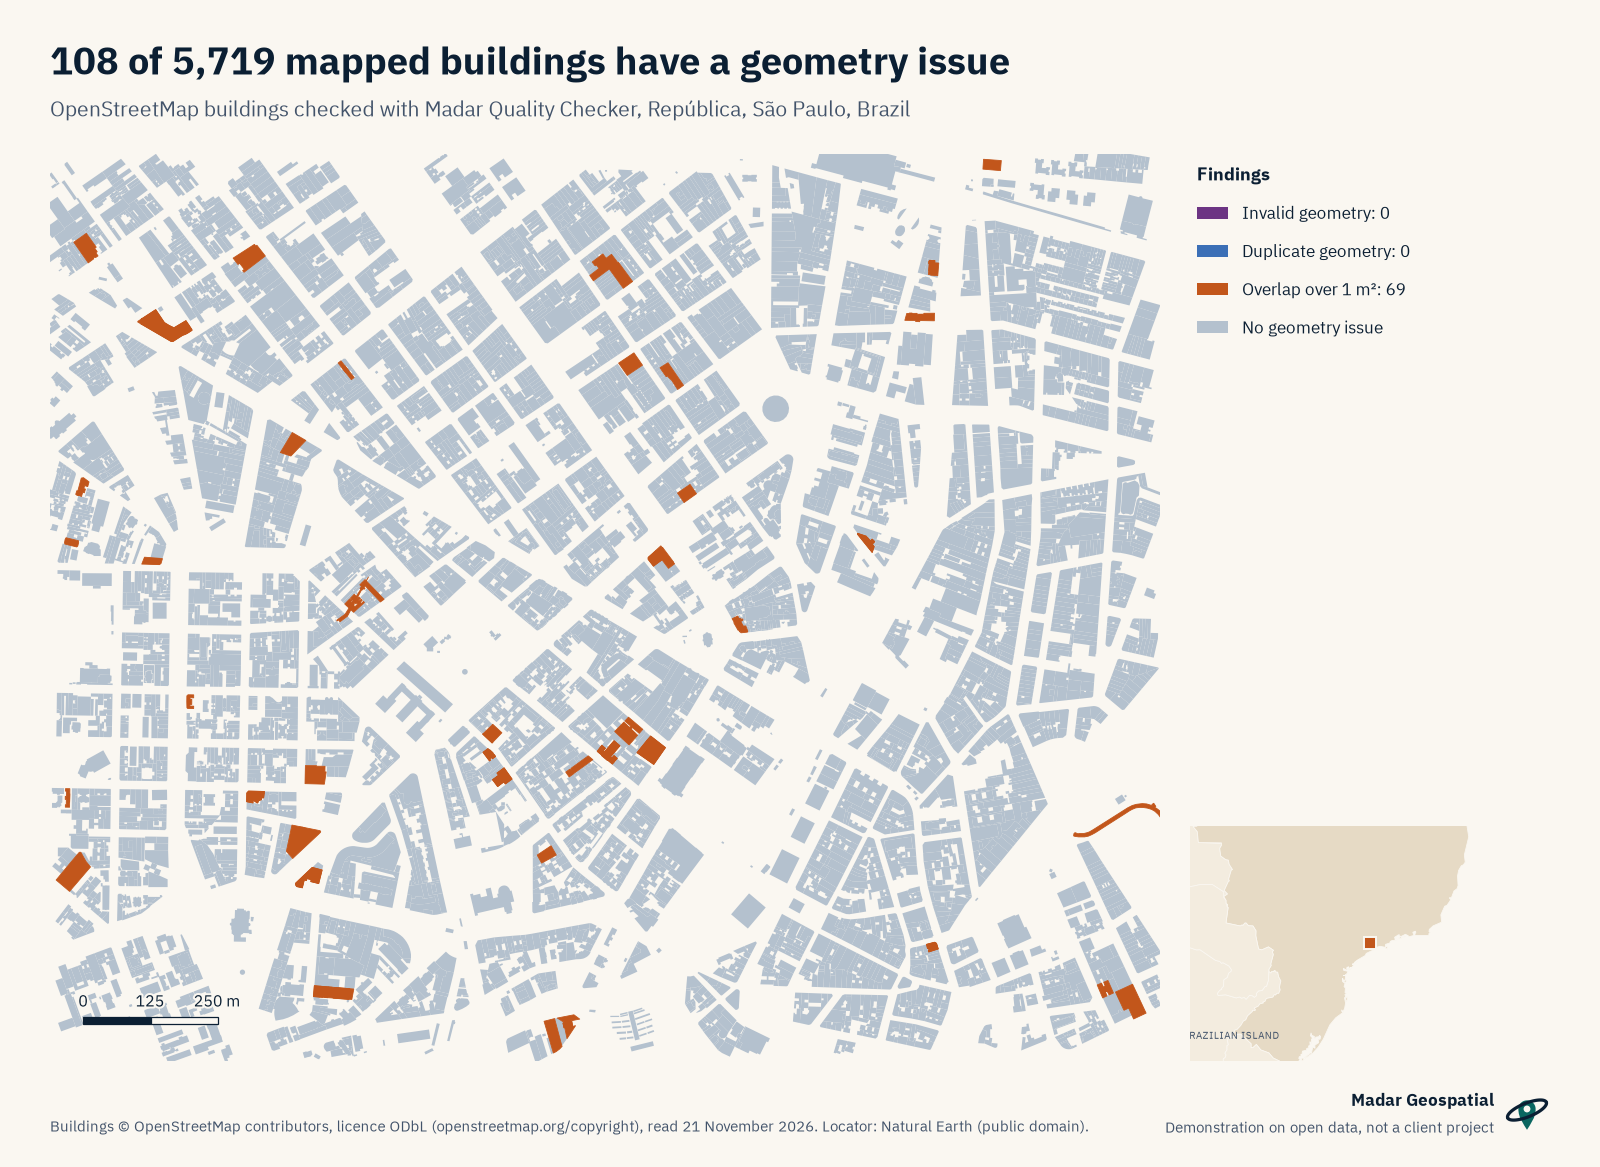 108 of 5,719 mapped buildings have a geometry issue
OpenStreetMap buildings checked with Madar Quality Checker, República, São Paulo, Brazil
Findings
Invalid geometry: 0
Duplicate geometry: 0
Overlap over 1 m²: 69
No geometry issue
0 125 250 m
RAZILIAN ISLAND
Madar Geospatial
Buildings © OpenStreetMap contributors, licence ODbL (openstreetmap.org/copyright), read 21 November 2026. Locator: Natural Earth (public domain).
Demonstration on open data, not a client project